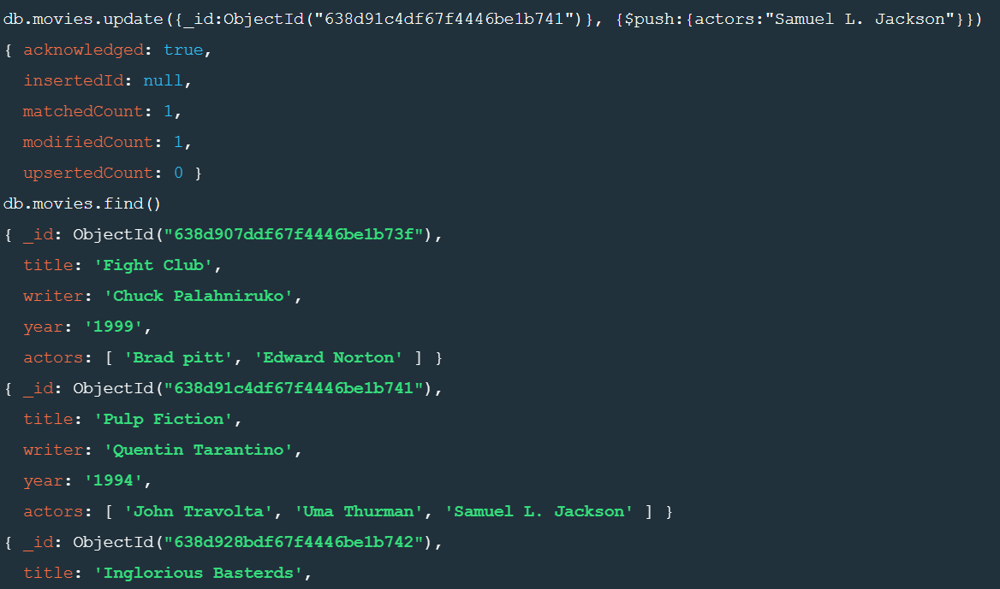 db.movies.update({_id:ObjectId("638d91c4df67f4446be1b741")}, {$push:{actors:"Samuel L. Jackson"}})
{ acknowledged: true,
insertedId: null,
matchedCount: 1,
modifiedCount: 1,
upsertedCount: 0 }
db.movies.find()
{ _id: ObjectId("638d907ddf67f4446be1b73f"),
title: 'Fight Club',
writer: 'Chuck Palahniruko',
year: '1999',
actors: [ 'Brad pitt', 'Edward Norton' ] }
{ _id: ObjectId("638d91c4df67f4446be1b741"),
title: 'Pulp Fiction',
writer: 'Quentin Tarantino',
year: '1994',
actors: [ 'John Travolta', 'Uma Thurman', 'Samuel L. Jackson' ] }
{ _id: ObjectId("638d928bdf67f4446be1b742"),
title: 'Inglorious Basterds',